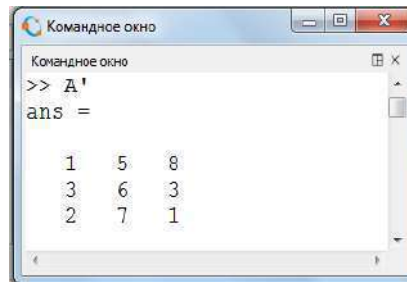 Командное окно
Командное окно
>> A'
ans =
1 5 8
3 6 3
2 7 1